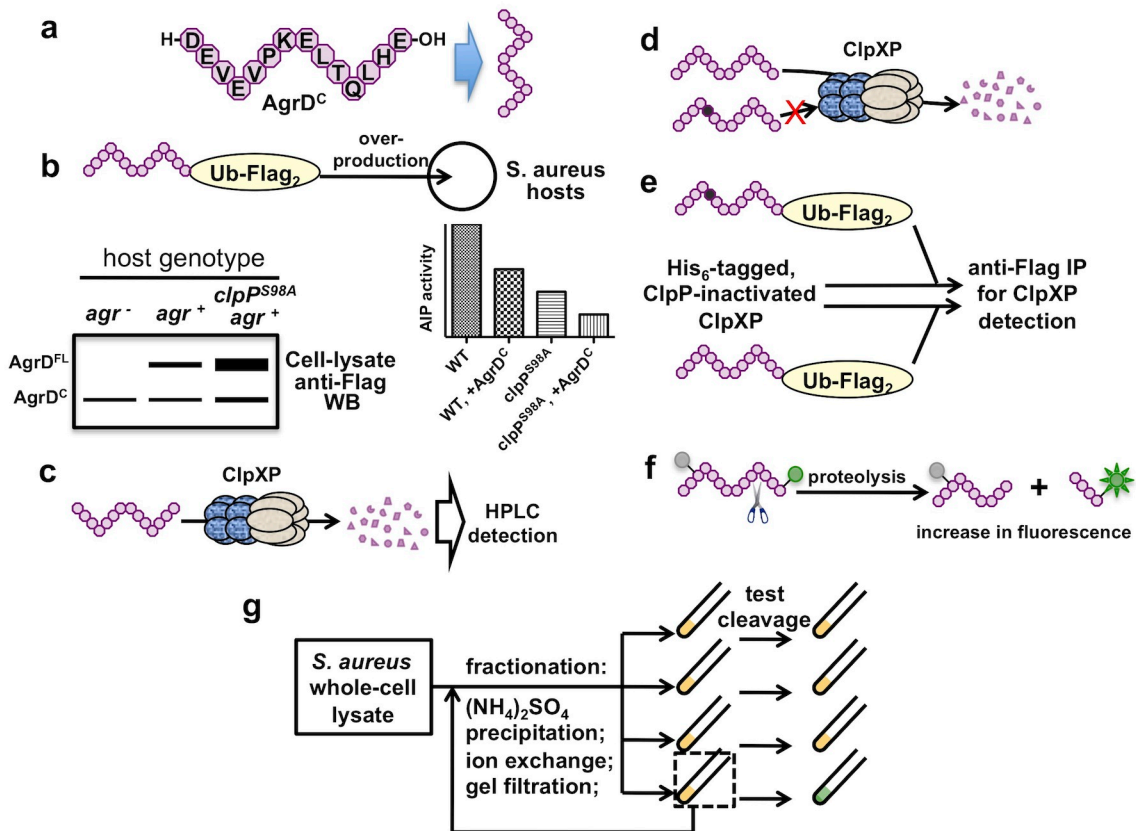 a
H-DEVEVPKELTQLHE-OH
AgrD^C
b
Ub-Flag₂
over-
production
S. aureus
hosts
host genotype
agr⁻
agr⁺
clpP^S98A
agr⁺
AgrD^FL
AgrD^C
Cell-lysate
anti-Flag
WB
AIP activity
WT
WT, +AgrD^C
clpP^S98A
clpP^S98A, +AgrD^C
c
ClpXP
HPLC
detection
d
ClpXP
X
e
Ub-Flag₂
His₆-tagged,
ClpP-inactivated
ClpXP
anti-Flag IP
for ClpXP
detection
Ub-Flag₂
f
proteolysis
+
increase in fluorescence
g
S. aureus
whole-cell
lysate
fractionation:
(NH₄)₂SO₄
precipitation;
ion exchange;
gel filtration;
test
cleavage